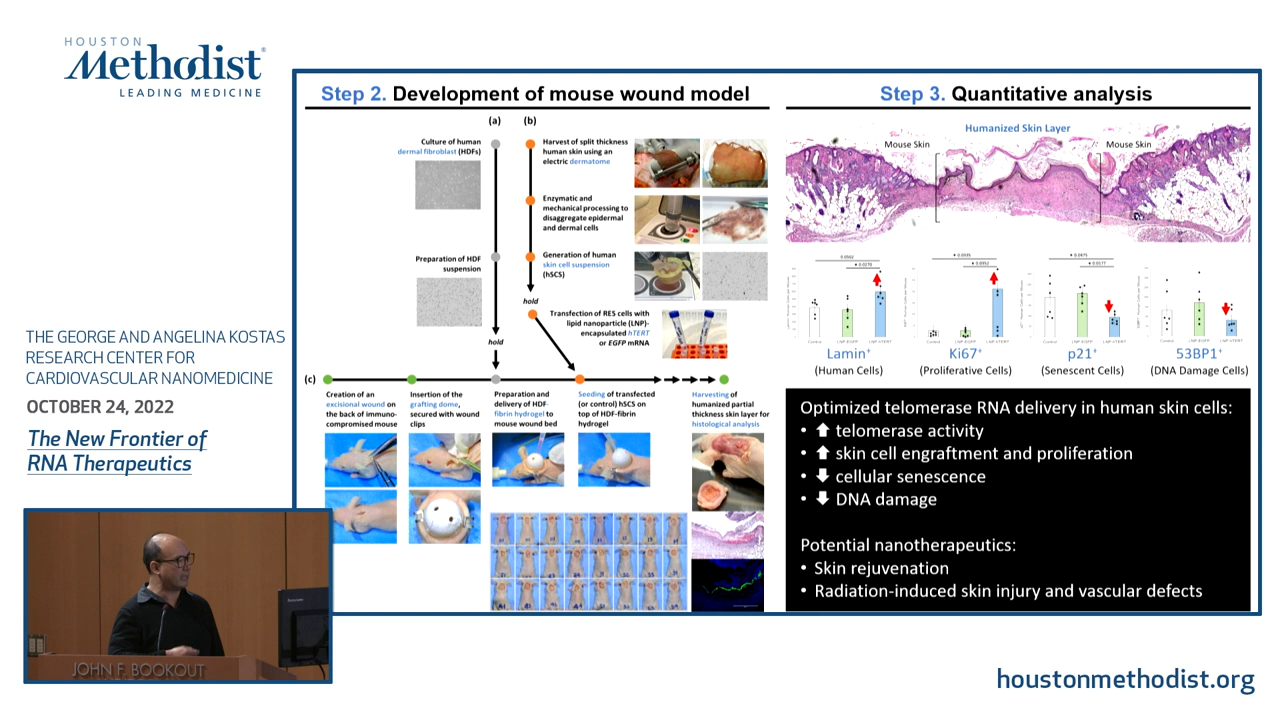 HOUSTON
Methodist®
LEADING MEDICINE
THE GEORGE AND ANGELINA KOSTAS
RESEARCH CENTER FOR
CARDIOVASCULAR NANOMEDICINE
OCTOBER 24, 2022
The New Frontier of
RNA Therapeutics
JOHN F. BOOKOUT
Step 2. Development of mouse wound model
(a)
(b)
Culture of human
dermal fibroblast (HDFs)
Preparation of HDF
suspension
hold
Harvest of split thickness
human skin using an
electric dermatome
Enzymatic and
mechanical processing to
disaggregate epidermal
and dermal cells
Generation of human
skin cell suspension
(hSCS)
hold
Transfection of RES cells with
lipid nanoparticle (LNP)-
encapsulated hTERT
or EGFP mRNA
(c)
Creation of an
excisional wound on
the back of immuno-
compromised mouse
Insertion of the
grafting dome,
secured with wound
clips
Preparation and
delivery of HDF-
fibrin hydrogel to
mouse wound bed
Seeding of transfected
(or control) hSCS on
top of HDF-fibrin
hydrogel
Harvesting of
humanized partial
thickness skin layer for
histological analysis
Step 3. Quantitative analysis
Humanized Skin Layer
Mouse Skin
Mouse Skin
Lamin+
(Human Cells)
Ki67+
(Proliferative Cells)
p21+
(Senescent Cells)
53BP1+
(DNA Damage Cells)
Optimized telomerase RNA delivery in human skin cells:
• ⬆ telomerase activity
• ⬆ skin cell engraftment and proliferation
• ⬇ cellular senescence
• ⬇ DNA damage
Potential nanotherapeutics:
• Skin rejuvenation
• Radiation-induced skin injury and vascular defects
houstonmethodist.org